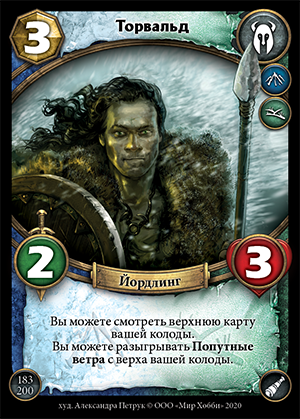 3
Торвальд
2
3
Йордлинг
Вы можете смотреть верхнюю карту
вашей колоды.
Вы можете разыгрывать Попутные
ветра с верха вашей колоды.
183
200
худ. Александра Петрук © ООО «Мир Хобби» 2020